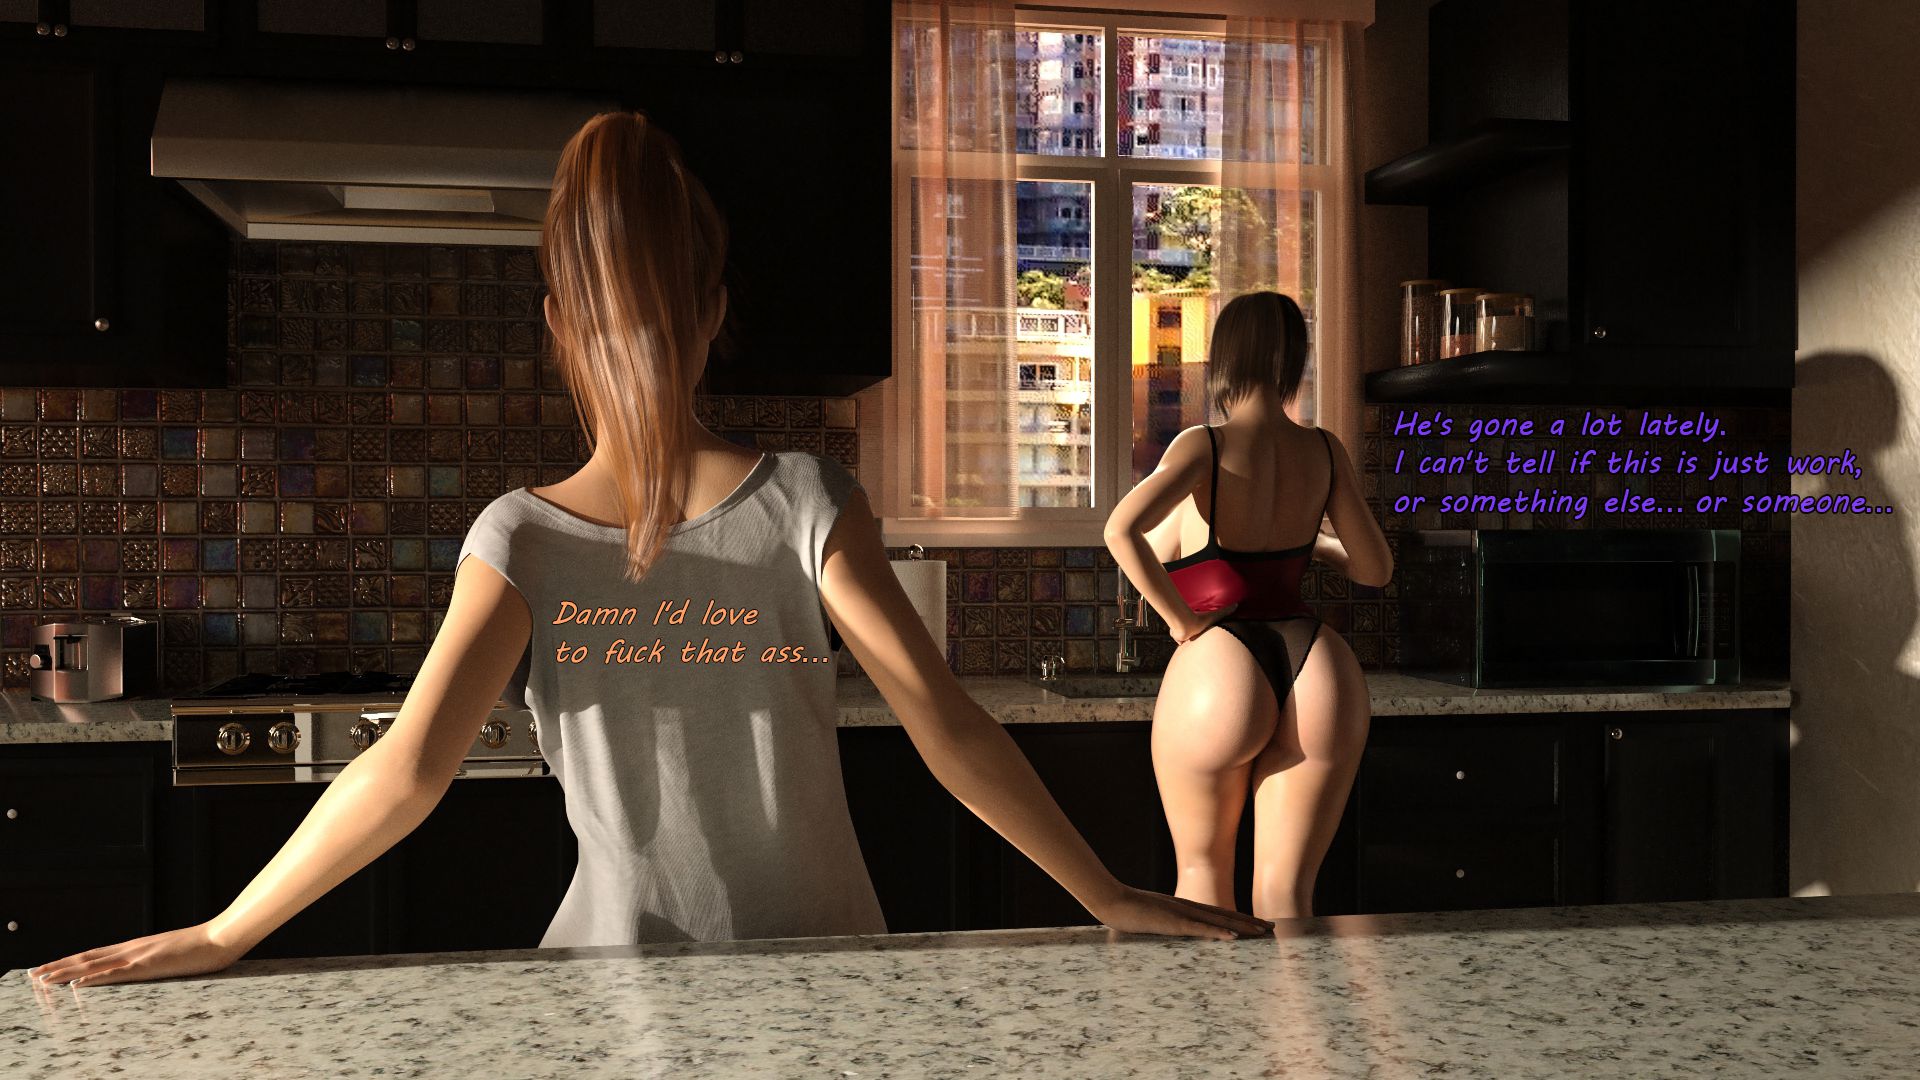 Damn I'd love
to fuck that ass...
He's gone a lot lately.
I can't tell if this is just work,
or something else... or someone...